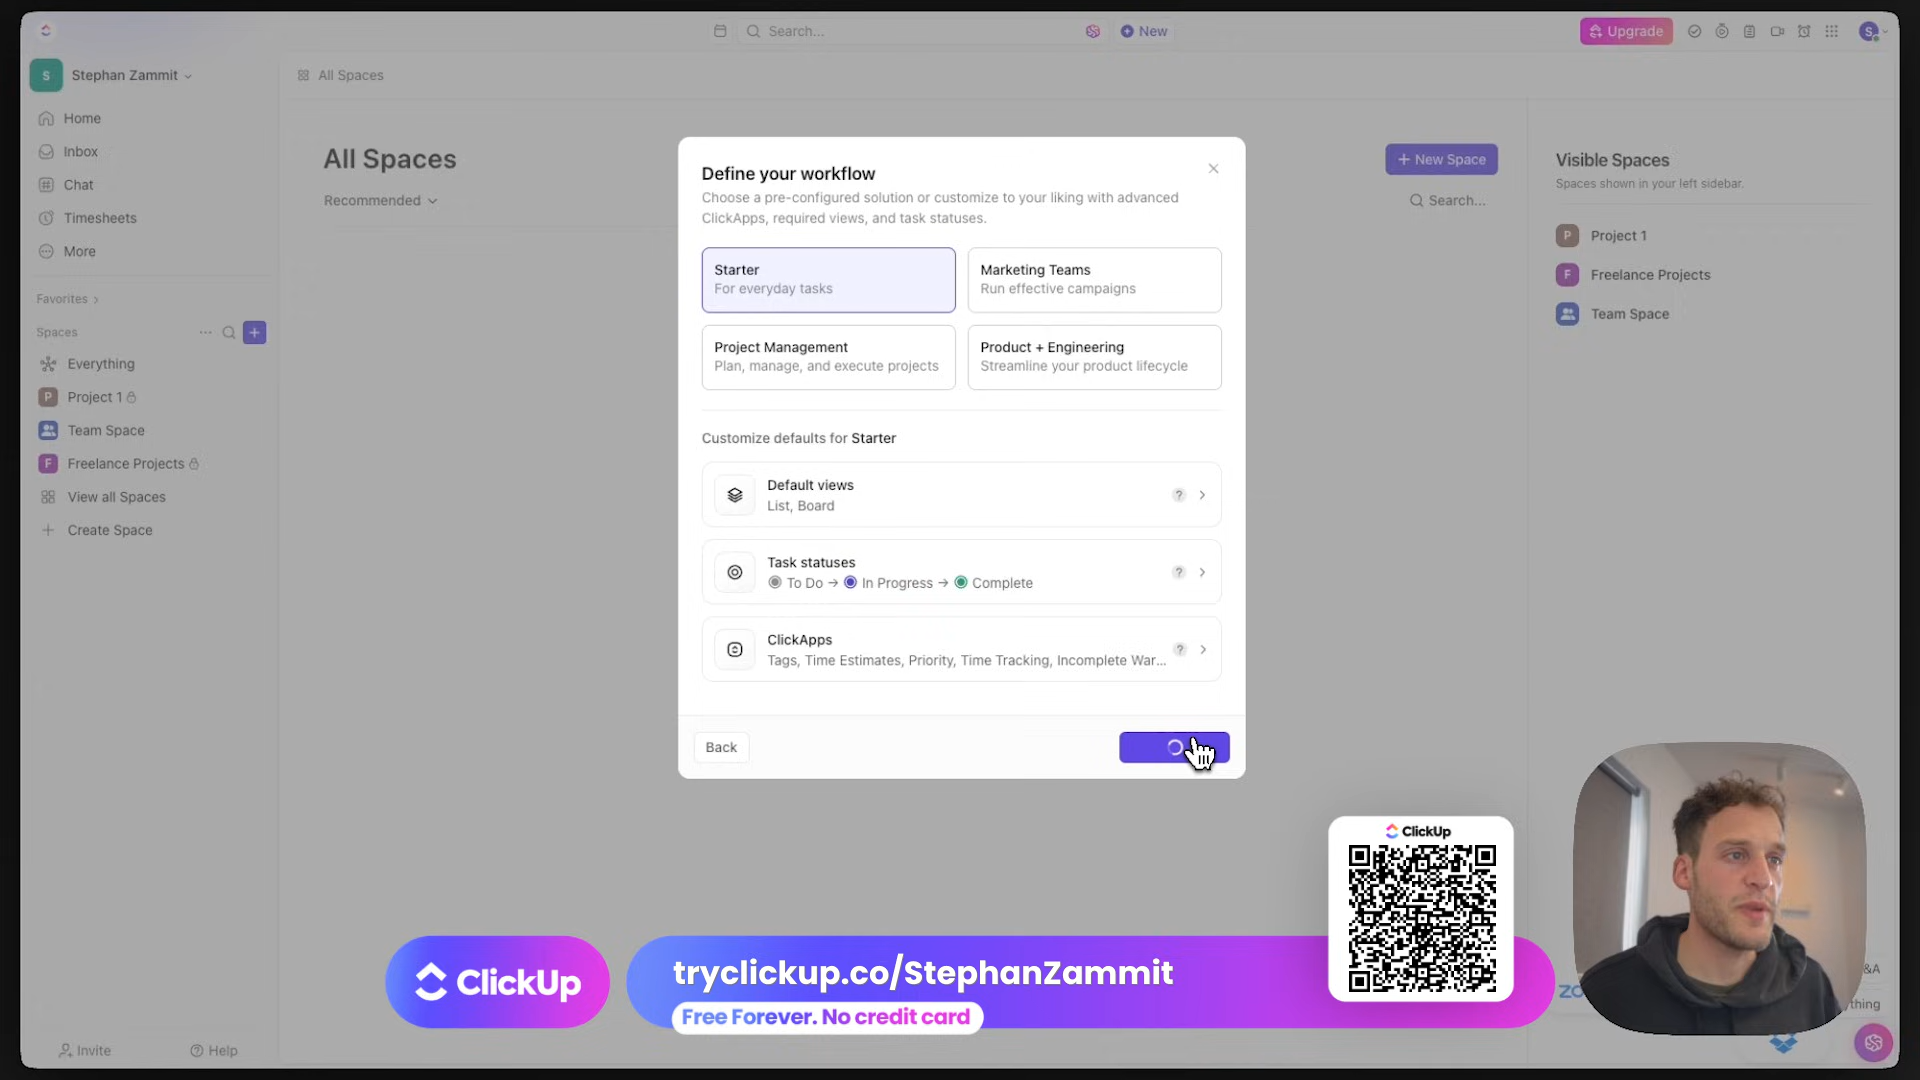 Search...
New
Upgrade
S
S
Stephan Zammit
All Spaces
Home
Inbox
Chat
Timesheets
More
Favorites
Spaces
Everything
P
Project 1
Team Space
F
Freelance Projects
View all Spaces
Create Space
Invite
Help
All Spaces
Recommended
New Space
Search...
Define your workflow
Choose a pre-configured solution or customize to your liking with advanced
ClickApps, required views, and task statuses.
Starter
For everyday tasks
Marketing Teams
Run effective campaigns
Project Management
Plan, manage, and execute projects
Product + Engineering
Streamline your product lifecycle
Customize defaults for Starter
Default views
List, Board
?
Task statuses
To Do → In Progress → Complete
?
ClickApps
Tags, Time Estimates, Priority, Time Tracking, Incomplete War...
?
Back
Visible Spaces
Spaces shown in your left sidebar.
P
Project 1
F
Freelance Projects
Team Space
ClickUp
ClickUp
tryclickup.co/StephanZammit
Free Forever. No credit card